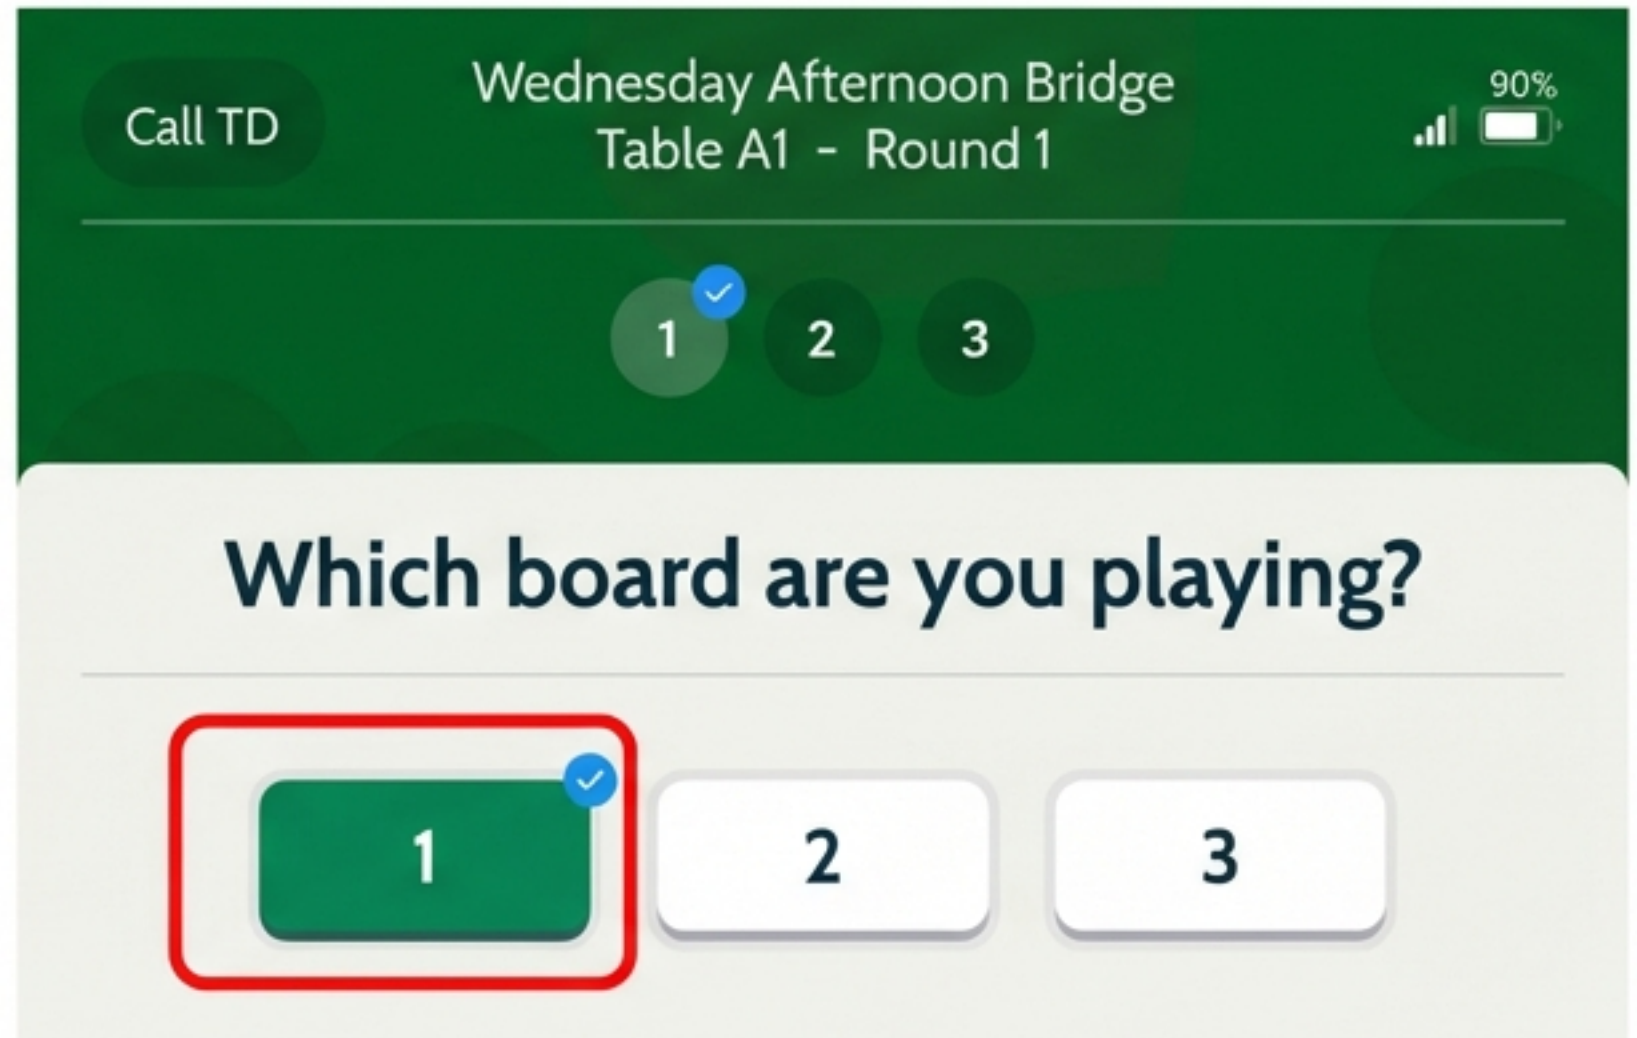 Call TD
Wednesday Afternoon Bridge
Table A1 - Round 1
90%
1 2 3
Which board are you playing?
1 2 3